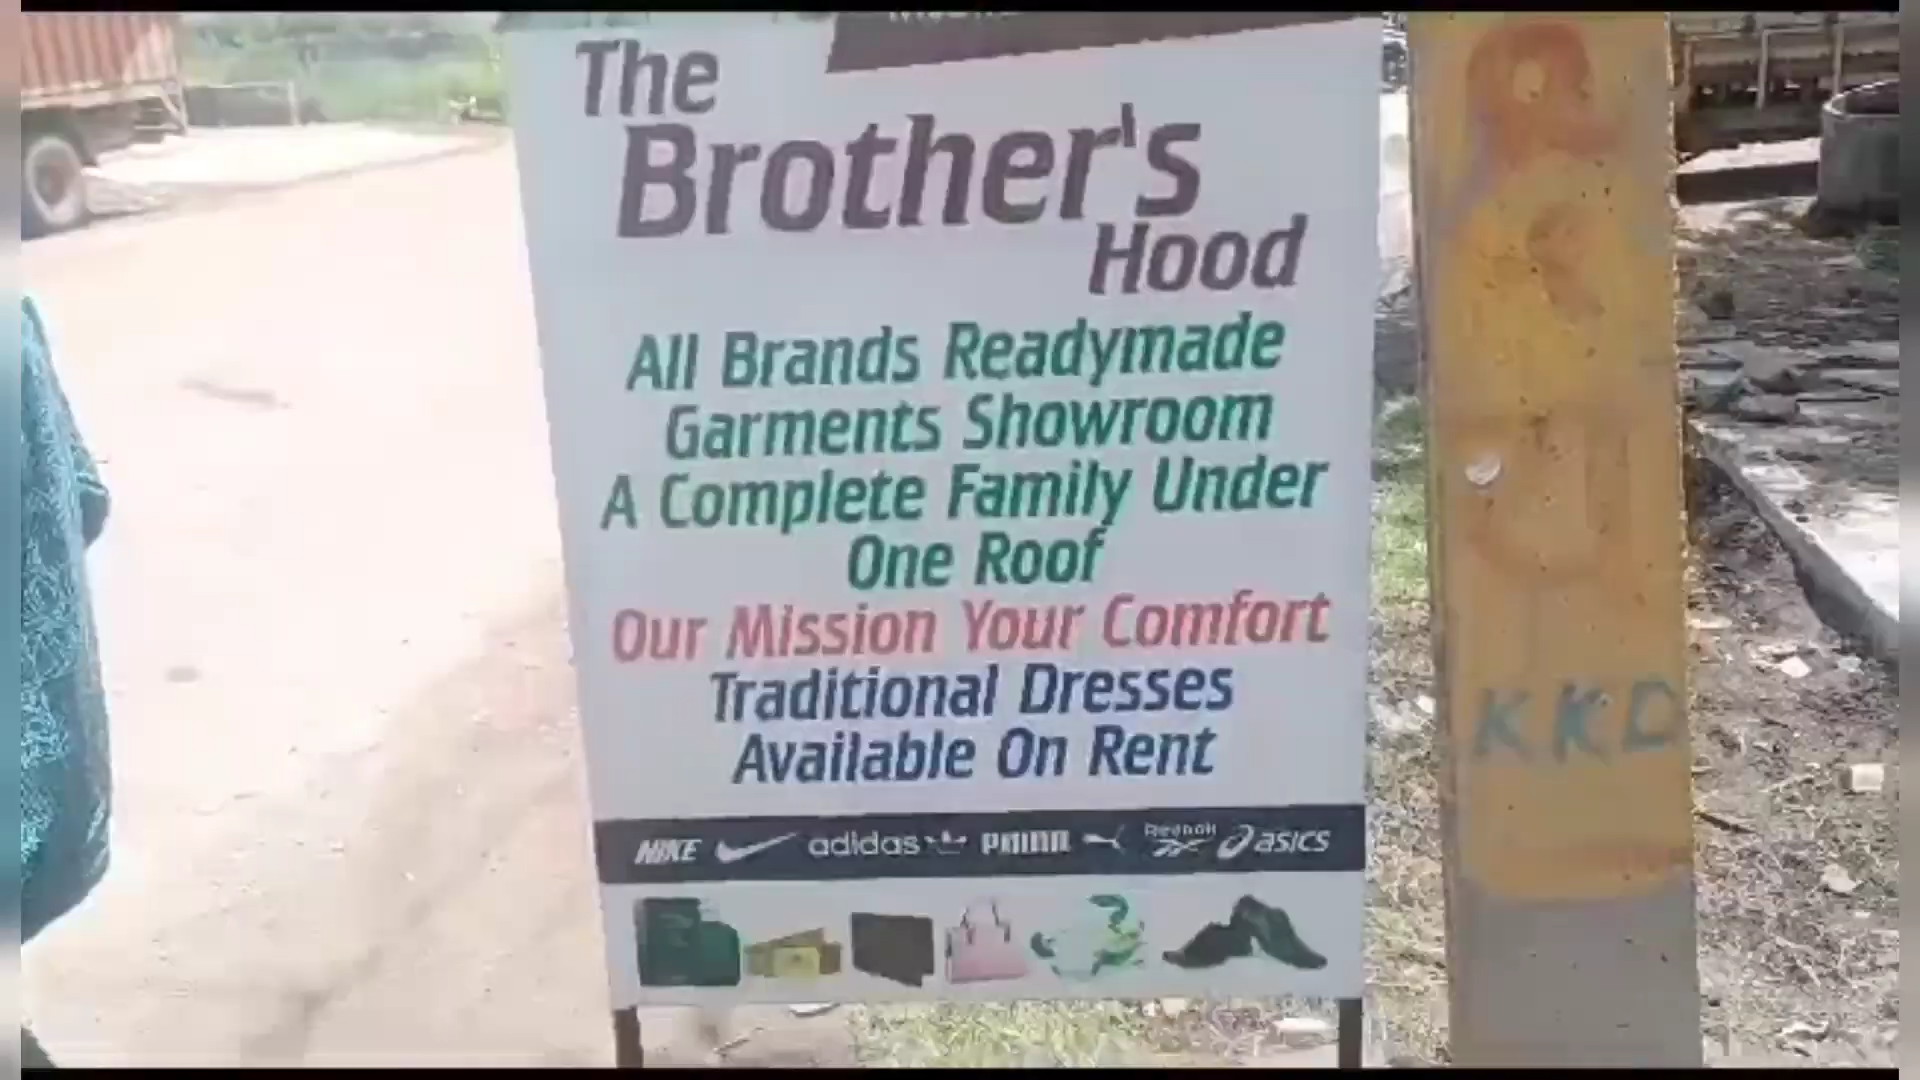 The
Brother's
Hood
All Brands Readymade
Garments Showroom
A Complete Family Under
One Roof
Our Mission Your Comfort
Traditional Dresses
Available On Rent
NIKE adidas PUMA Reebok asics
KKD